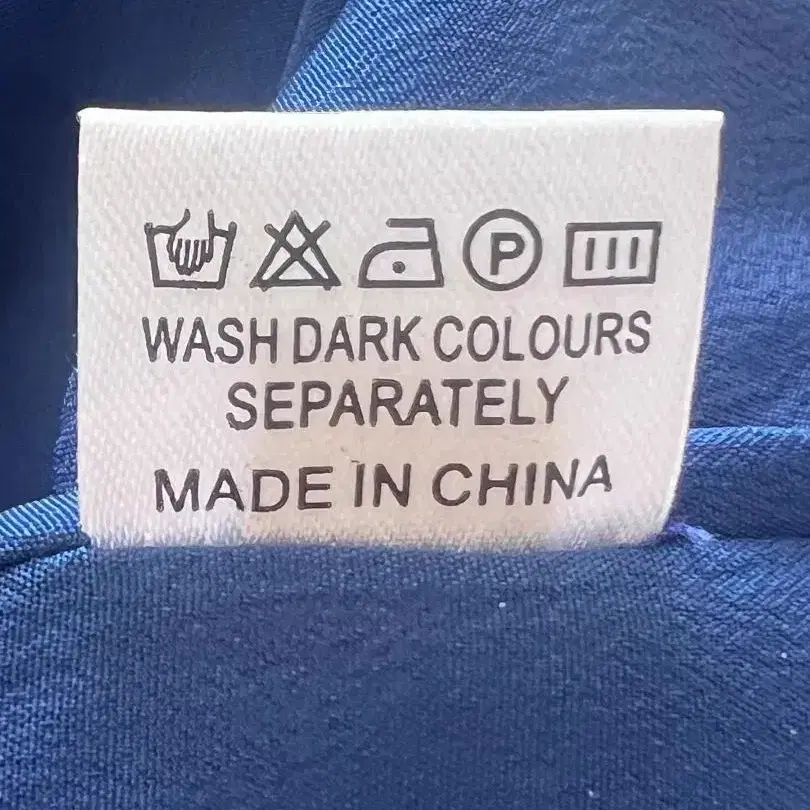 P
WASH DARK COLOURS
SEPARATELY
MADE IN CHINA